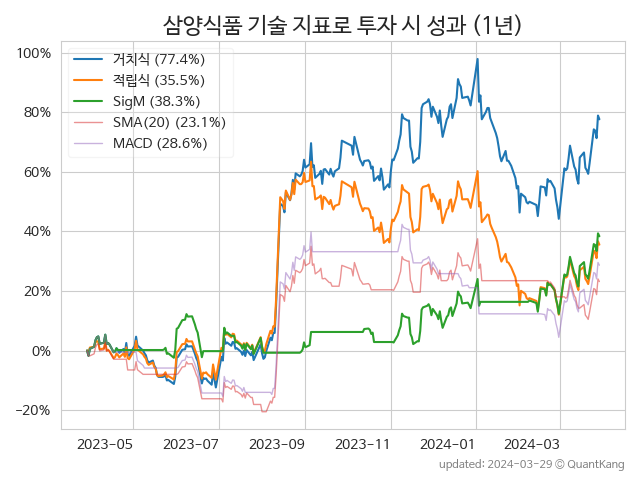 삼양식품 기술 지표로 투자 시 성과 (1년)
100%
80%
60%
40%
20%
0%
−20%
거치식 (77.4%)
적립식 (35.5%)
SigM (38.3%)
SMA(20) (23.1%)
MACD (28.6%)
2023−05
2023−07
2023−09
2023−11
2024−01
2024−03
updated: 2024−03−29 © QuantKang